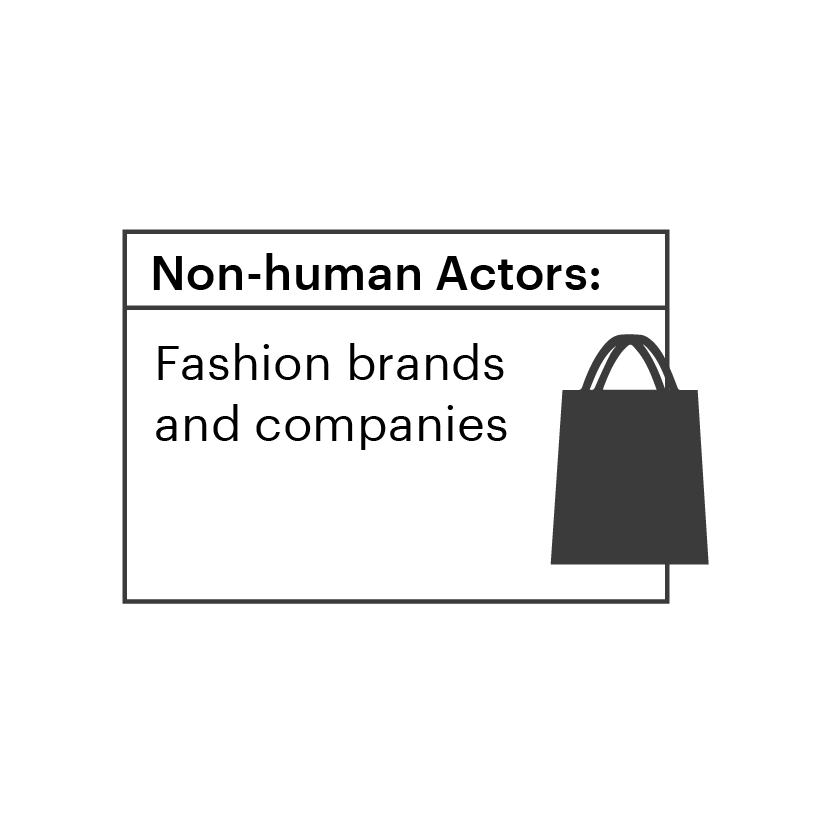 Non-human Actors:
Fashion brands
and companies